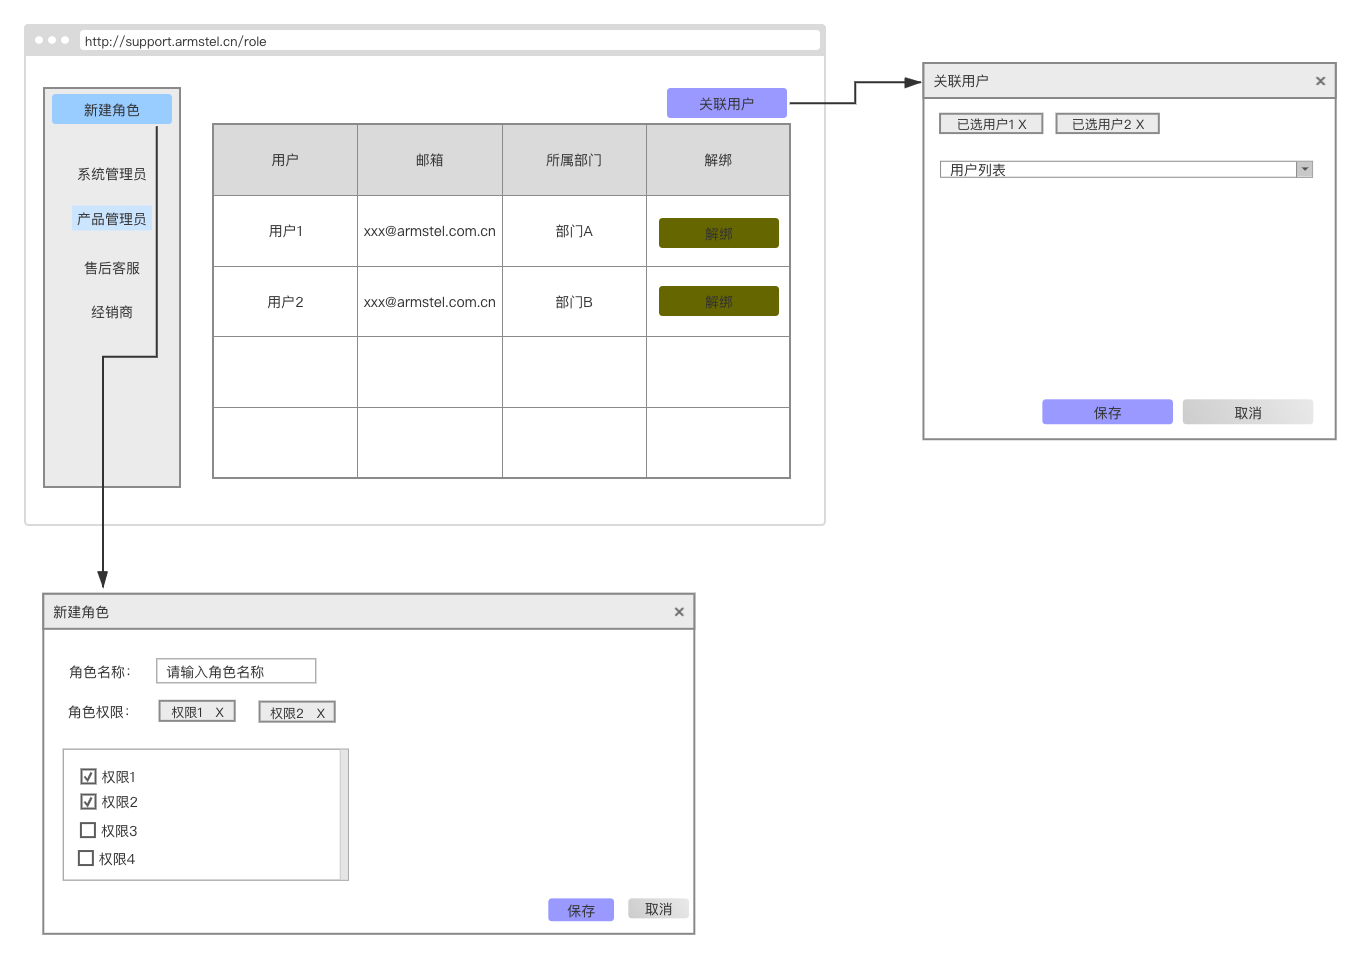 http://support.armstel.cn/role
新建角色
系统管理员
产品管理员
售后客服
经销商
关联用户
用户 邮箱 所属部门 解绑
用户1 xxx@armstel.com.cn 部门A 解绑
用户2 xxx@armstel.com.cn 部门B 解绑
关联用户 ×
已选用户1 X 已选用户2 X
用户列表
保存 取消
新建角色 ×
角色名称: 请输入角色名称
角色权限: 权限1 X 权限2 X
权限1
权限2
权限3
权限4
保存 取消